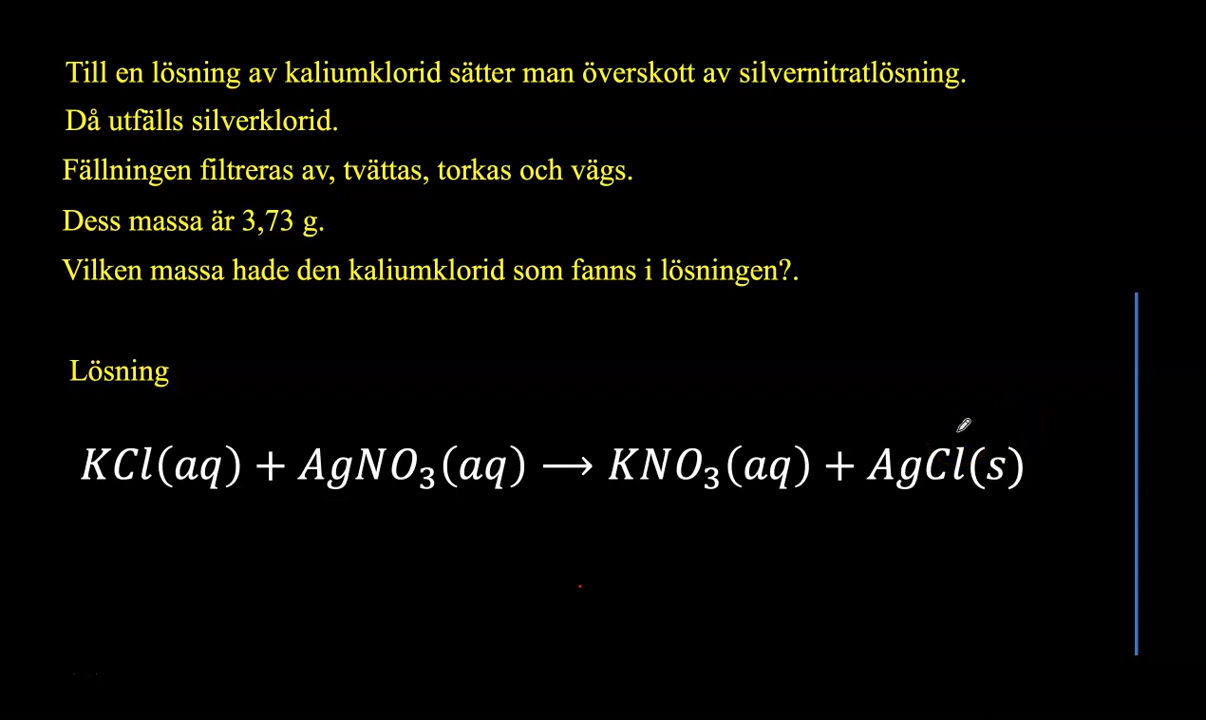 Till en lösning av kaliumklorid sätter man överskott av silvernitratlösning.
Då utfälls silverklorid.
Fällningen filtreras av, tvättas, torkas och vägs.
Dess massa är 3,73 g.
Vilken massa hade den kaliumklorid som fanns i lösningen?.
Lösning
KCl(aq) + AgNO₃(aq) ⟶ KNO₃(aq) + AgCl(s)